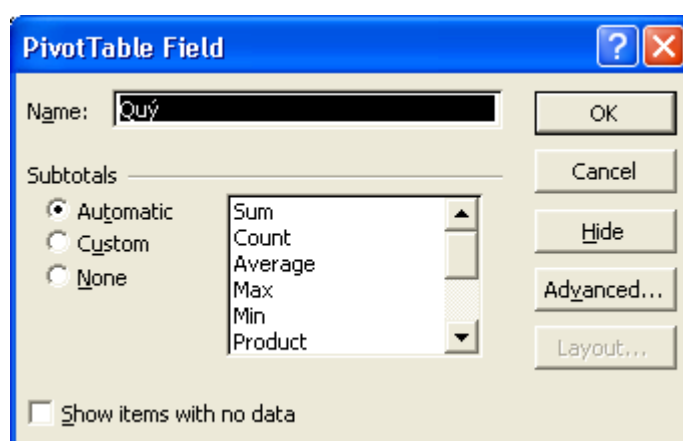 PivotTable Field
Name: Quý
OK
Subtotals
Cancel
Automatic
Custom
None
Sum
Count
Average
Max
Min
Product
Hide
Advanced...
Layout...
Show items with no data